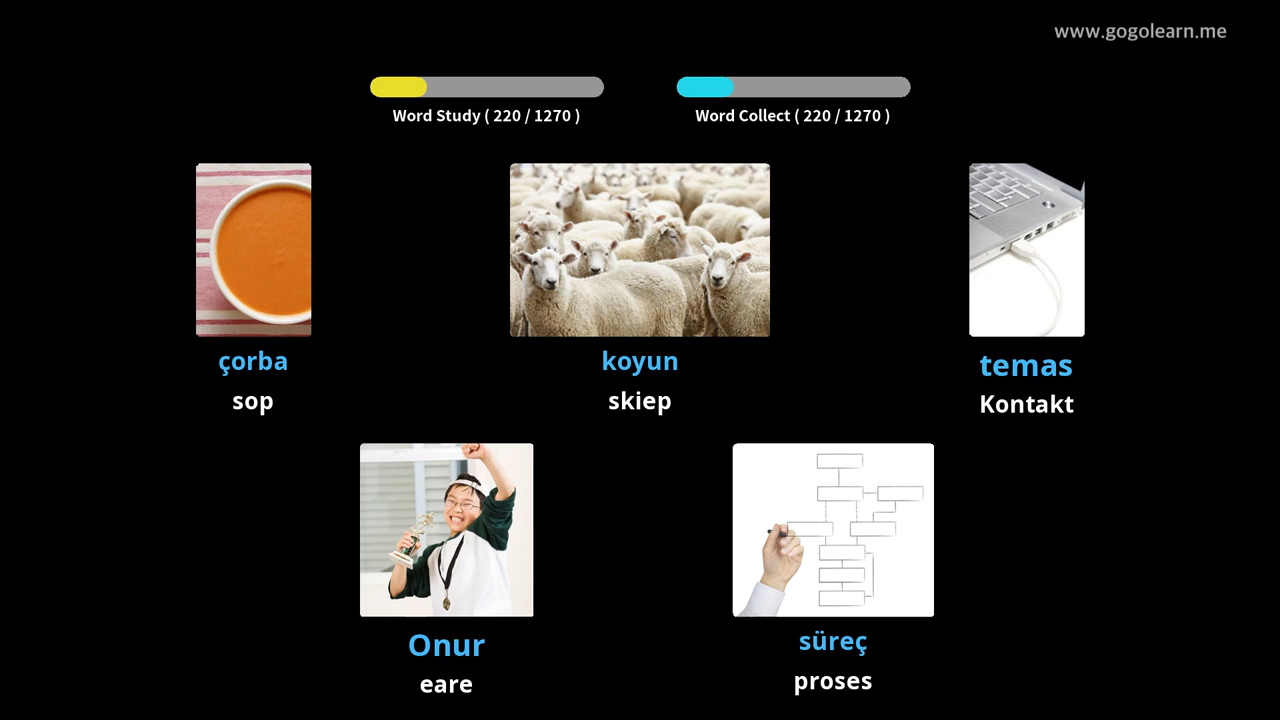 www.gogolearn.me
Word Study ( 220 / 1270 )
Word Collect ( 220 / 1270 )
çorba
sop
koyun
skiep
temas
Kontakt
Onur
eare
süreç
proses